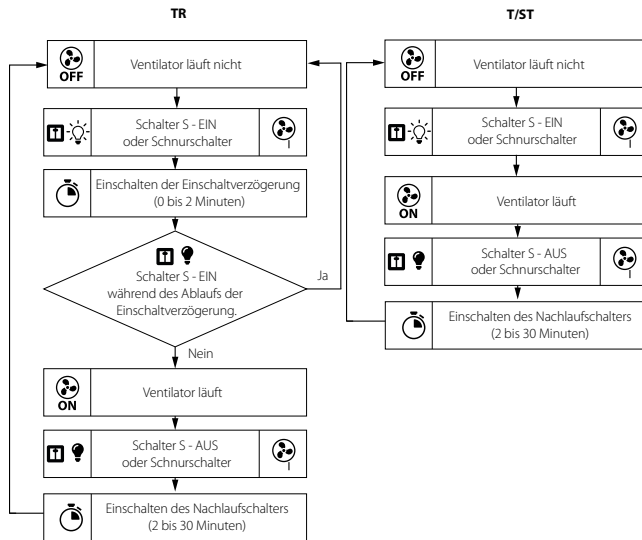 TR
OFF
Ventilator läuft nicht
Schalter S - EIN
oder Schnurschalter
Einschalten der Einschaltverzögerung
(0 bis 2 Minuten)
Schalter S - EIN
während des Ablaufs der
Einschaltverzögerung.
Ja
Nein
ON
Ventilator läuft
Schalter S - AUS
oder Schnurschalter
Einschalten des Nachlaufschalters
(2 bis 30 Minuten)
T/ST
OFF
Ventilator läuft nicht
Schalter S - EIN
oder Schnurschalter
ON
Ventilator läuft
Schalter S - AUS
oder Schnurschalter
Einschalten des Nachlaufschalters
(2 bis 30 Minuten)